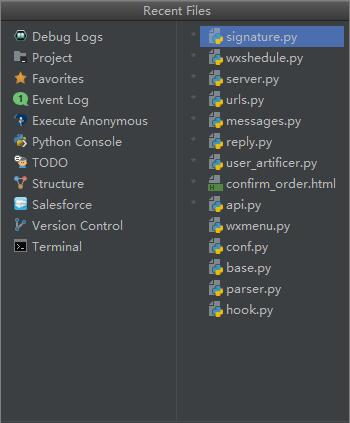 Recent Files
Debug Logs
Project
Favorites
1 Event Log
Execute Anonymous
Python Console
TODO
Structure
Salesforce
Version Control
Terminal
* signature.py
* wxshedule.py
* server.py
* urls.py
* messages.py
* reply.py
* user_artificer.py
* H confirm_order.html
* api.py
wxmenu.py
conf.py
base.py
parser.py
hook.py